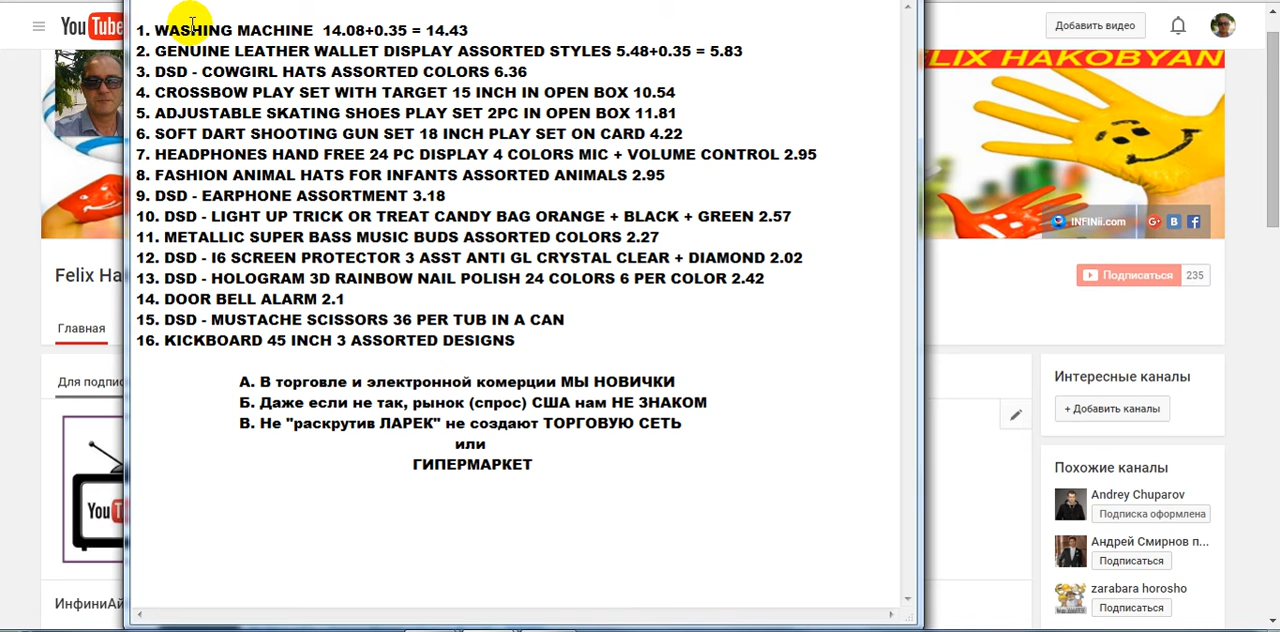 YouTube
Добавить видео
1. WASHING MACHINE 14.08+0.35 = 14.43
2. GENUINE LEATHER WALLET DISPLAY ASSORTED STYLES 5.48+0.35 = 5.83
3. DSD - COWGIRL HATS ASSORTED COLORS 6.36
4. CROSSBOW PLAY SET WITH TARGET 15 INCH IN OPEN BOX 10.54
5. ADJUSTABLE SKATING SHOES PLAY SET 2PC IN OPEN BOX 11.81
6. SOFT DART SHOOTING GUN SET 18 INCH PLAY SET ON CARD 4.22
7. HEADPHONES HAND FREE 24 PC DISPLAY 4 COLORS MIC + VOLUME CONTROL 2.95
8. FASHION ANIMAL HATS FOR INFANTS ASSORTED ANIMALS 2.95
9. DSD - EARPHONE ASSORTMENT 3.18
10. DSD - LIGHT UP TRICK OR TREAT CANDY BAG ORANGE + BLACK + GREEN 2.57
11. METALLIC SUPER BASS MUSIC BUDS ASSORTED COLORS 2.27
12. DSD - I6 SCREEN PROTECTOR 3 ASST ANTI GL CRYSTAL CLEAR + DIAMOND 2.02
13. DSD - HOLOGRAM 3D RAINBOW NAIL POLISH 24 COLORS 6 PER COLOR 2.42
14. DOOR BELL ALARM 2.1
15. DSD - MUSTACHE SCISSORS 36 PER TUB IN A CAN
16. KICKBOARD 45 INCH 3 ASSORTED DESIGNS
А. В торговле и электронной комерции МЫ НОВИЧКИ
Б. Даже если не так, рынок (спрос) США нам НЕ ЗНАКОМ
В. Не "раскрутив ЛАРЕК" не создают ТОРГОВУЮ СЕТЬ
или
ГИПЕРМАРКЕТ
FELIX HAKOBYAN
INFINii.com
G+ B f
Felix Ha
Подписаться 235
Главная
Для подпис
You
ИнфиниАй
Интересные каналы
+ Добавить каналы
Похожие каналы
Andrey Chuparov
Подписка оформлена
Андрей Смирнов п...
Подписаться
zarabara horosho
Подписаться